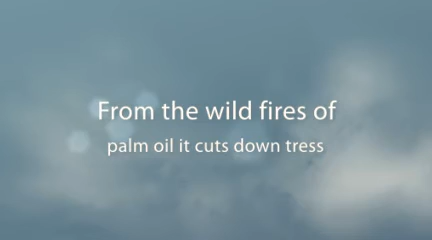 From the wild fires of
palm oil it cuts down tress